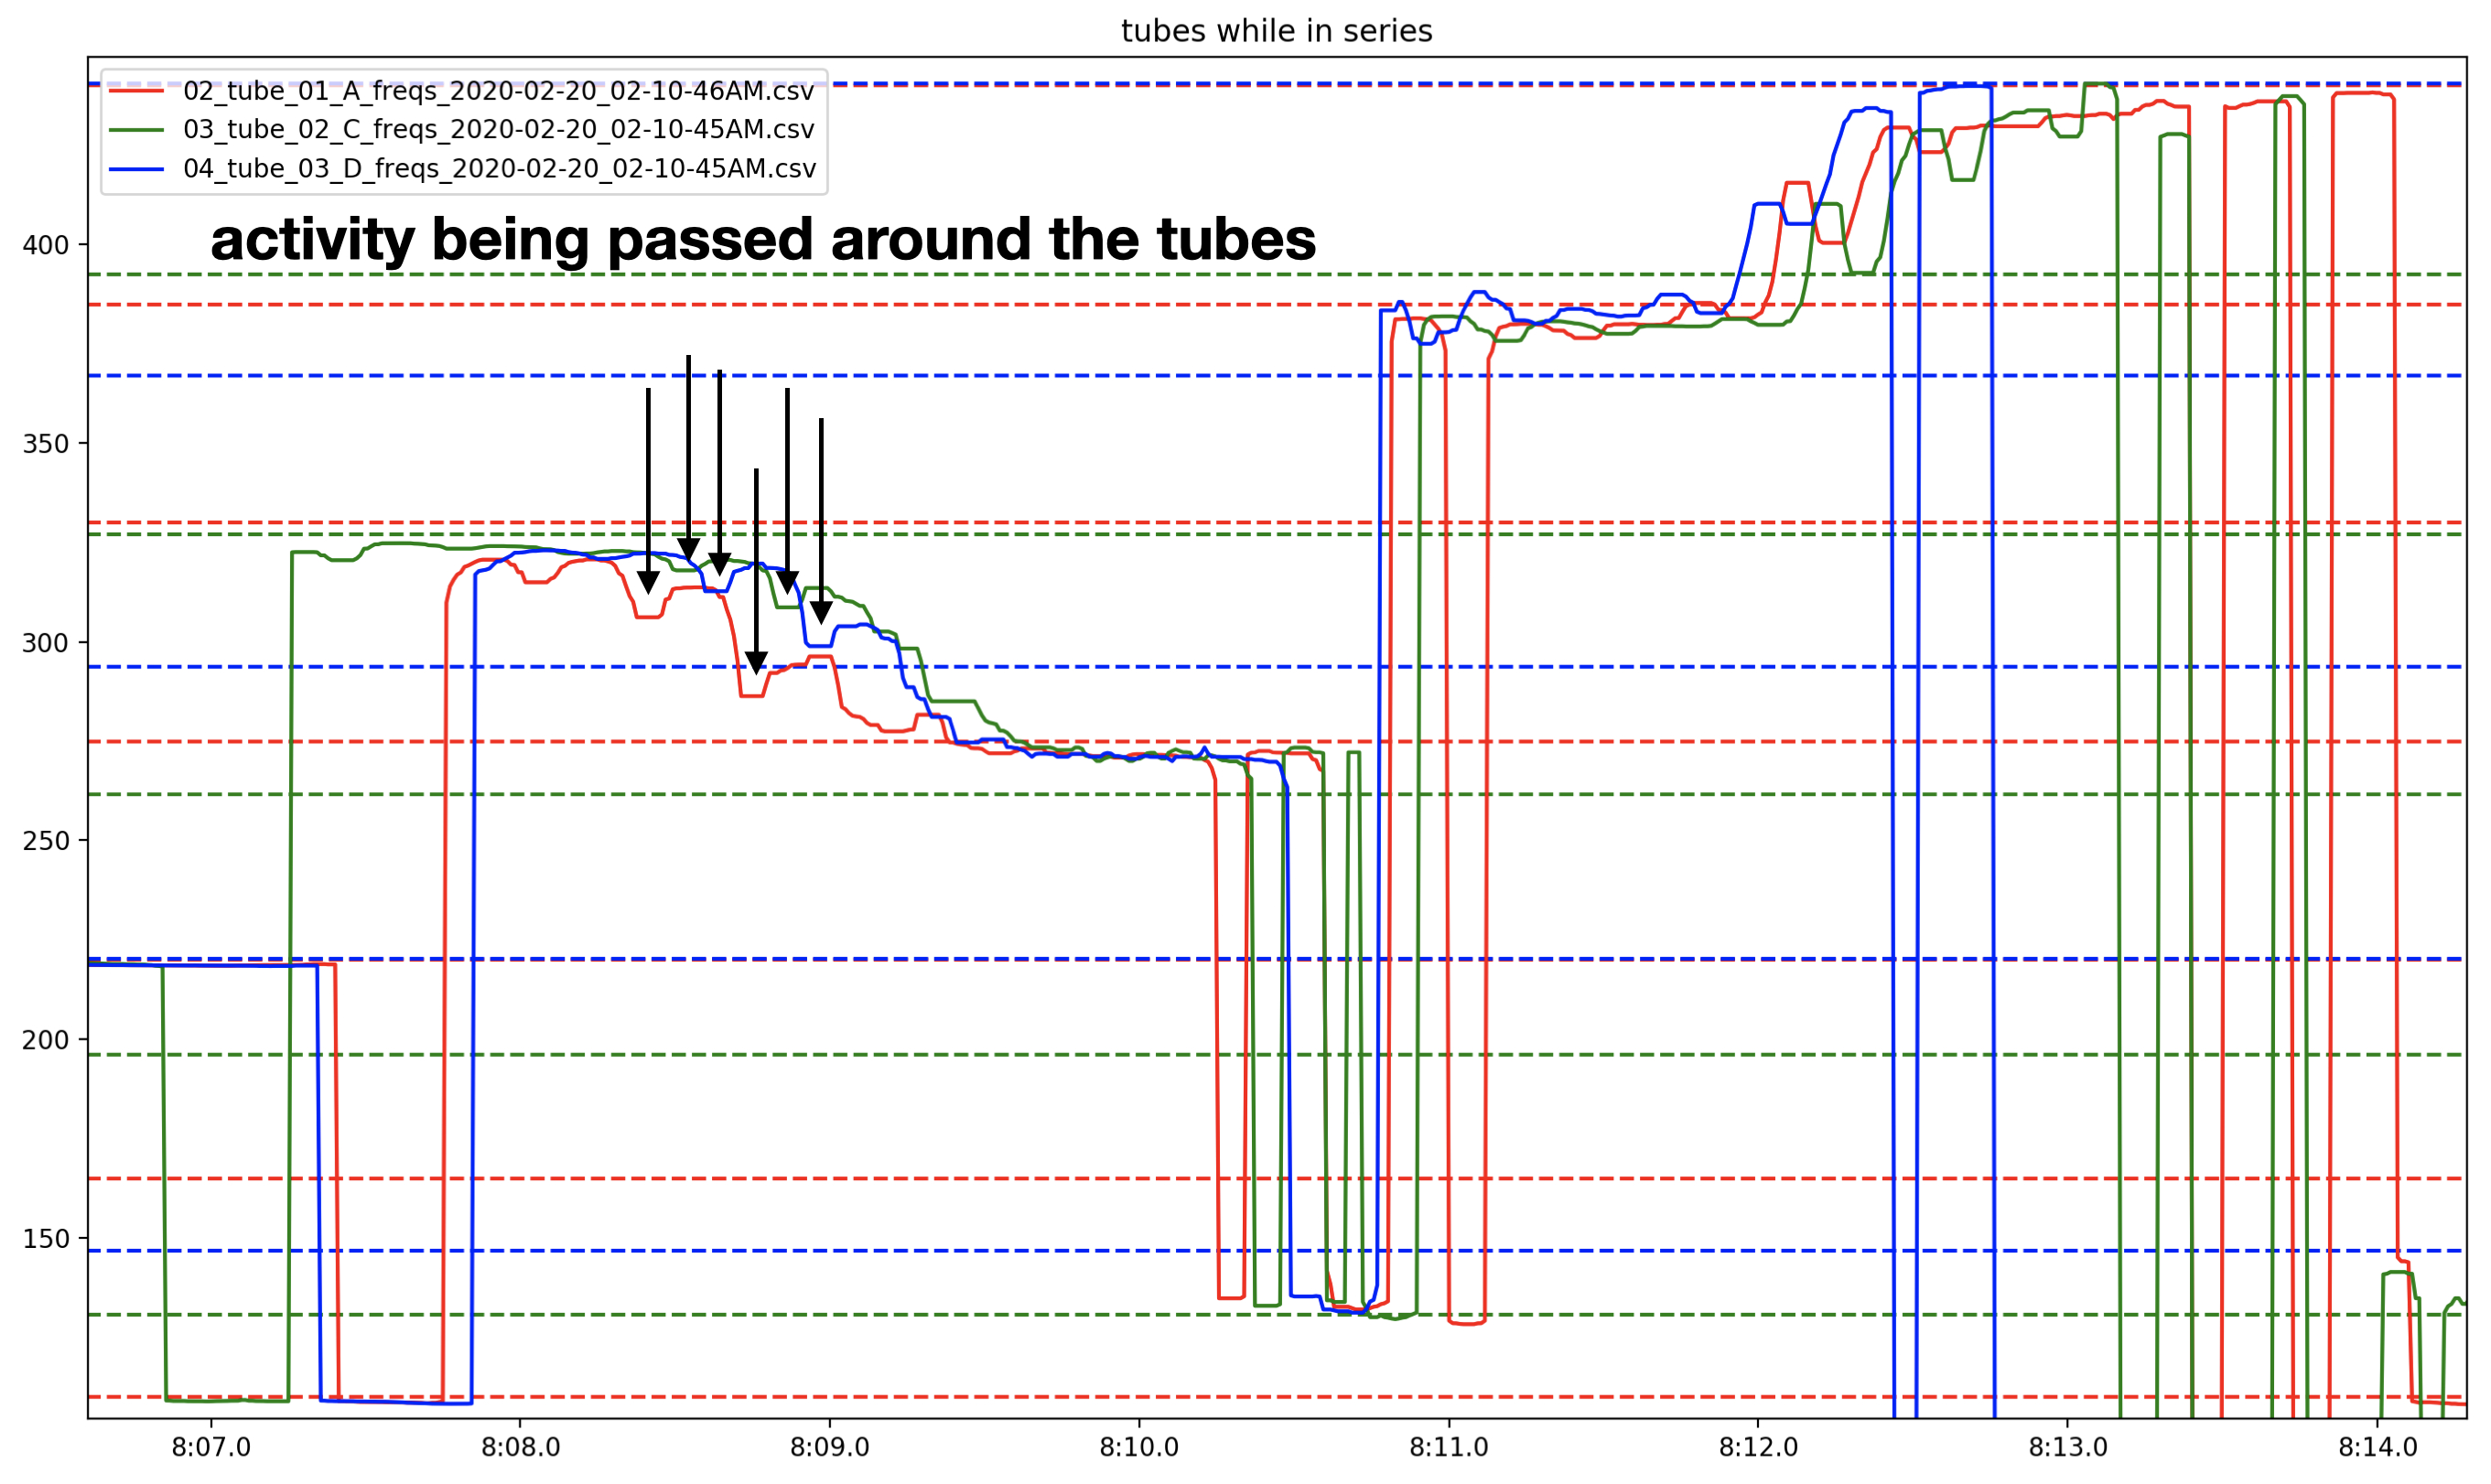 tubes while in series
02_tube_01_A_freqs_2020-02-20_02-10-46AM.csv
03_tube_02_C_freqs_2020-02-20_02-10-45AM.csv
04_tube_03_D_freqs_2020-02-20_02-10-45AM.csv
activity being passed around the tubes
400
350
300
250
200
150
8:07.0 8:08.0 8:09.0 8:10.0 8:11.0 8:12.0 8:13.0 8:14.0